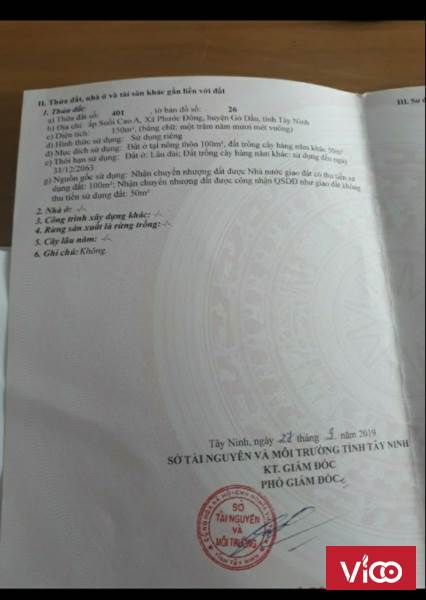 II. Thửa đất, nhà ở và tài sản khác gắn liền với đất
III. Sơ đ
1. Thửa đất:
a) Thửa đất số: 401 , tờ bản đồ số: 26
b) Địa chỉ: ấp Suối Cao A, Xã Phước Đông, huyện Gò Dầu, tỉnh Tây Ninh
c) Diện tích: 150m², (bằng chữ: một trăm năm mươi mét vuông)
d) Hình thức sử dụng: Sử dụng riêng
đ) Mục đích sử dụng: Đất ở tại nông thôn 100m², đất trồng cây hàng năm khác 50m²
e) Thời hạn sử dụng: Đất ở: Lâu dài; Đất trồng cây hàng năm khác: sử dụng đến ngày
31/12/2063
g) Nguồn gốc sử dụng: Nhận chuyển nhượng đất được Nhà nước giao đất có thu tiền sử
dụng đất: 100m²; Nhận chuyển nhượng đất được công nhận QSDĐ như giao đất không
thu tiền sử dụng đất: 50m²
2. Nhà ở: -/-
3. Công trình xây dựng khác: -/-
4. Rừng sản xuất là rừng trồng: -/-
5. Cây lâu năm: -/-
6. Ghi chú: Không.
Tây Ninh, ngày 27 tháng 9 năm 2019
SỞ TÀI NGUYÊN VÀ MÔI TRƯỜNG TỈNH TÂY NINH
KT. GIÁM ĐỐC
PHÓ GIÁM ĐỐC
SỞ
TÀI NGUYÊN
VÀ
MÔI TRƯỜNG
TỈNH TÂY NINH
Vico